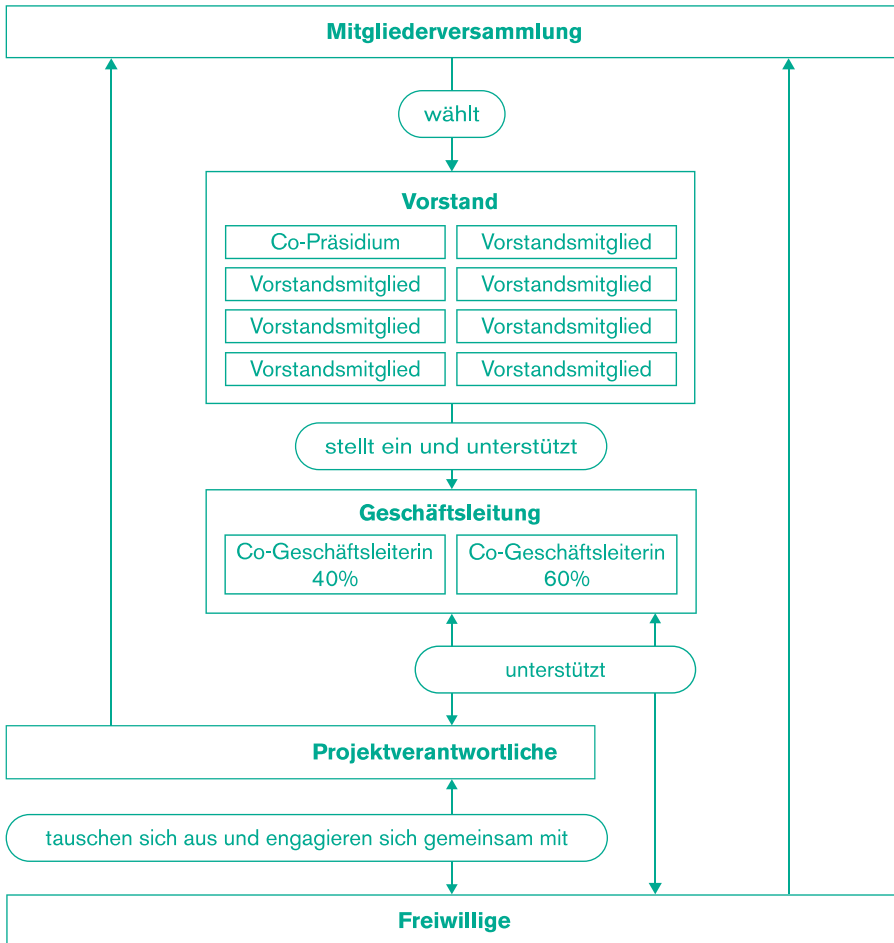 Mitgliederversammlung
wählt
Vorstand
Co-Präsidium
Vorstandsmitglied
Vorstandsmitglied
Vorstandsmitglied
Vorstandsmitglied
Vorstandsmitglied
Vorstandsmitglied
Vorstandsmitglied
stellt ein und unterstützt
Geschäftsleitung
Co-Geschäftsleiterin
40%
Co-Geschäftsleiterin
60%
unterstützt
Projektverantwortliche
tauschen sich aus und engagieren sich gemeinsam mit
Freiwillige